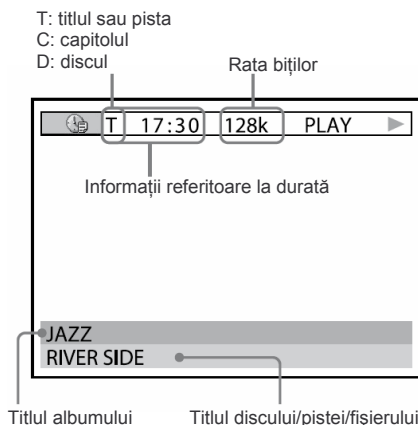 T: titlul sau pista
C: capitolul
D: discul
Rata biților
T 17:30 128k PLAY
Informații referitoare la durată
JAZZ
RIVER SIDE
Titlul albumului Titlul discului/pistei/fișierului